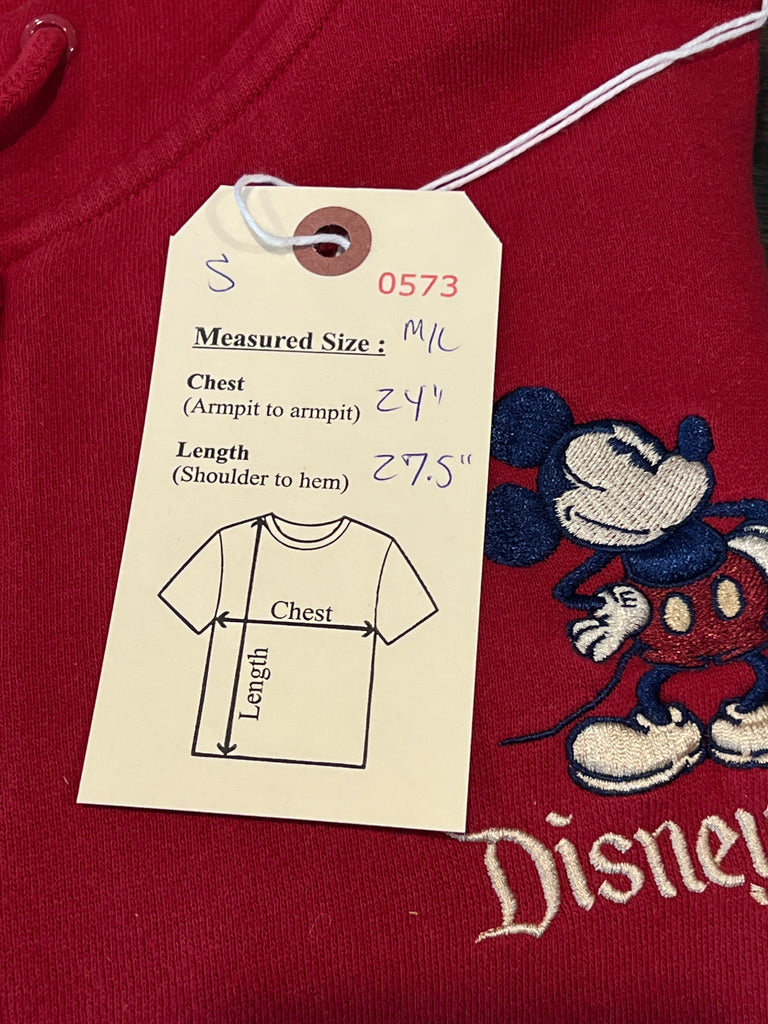 S
0573
Measured Size : M/L
Chest
(Armpit to armpit) 24"
Length
(Shoulder to hem) 27.5"
Chest
Length
Disney